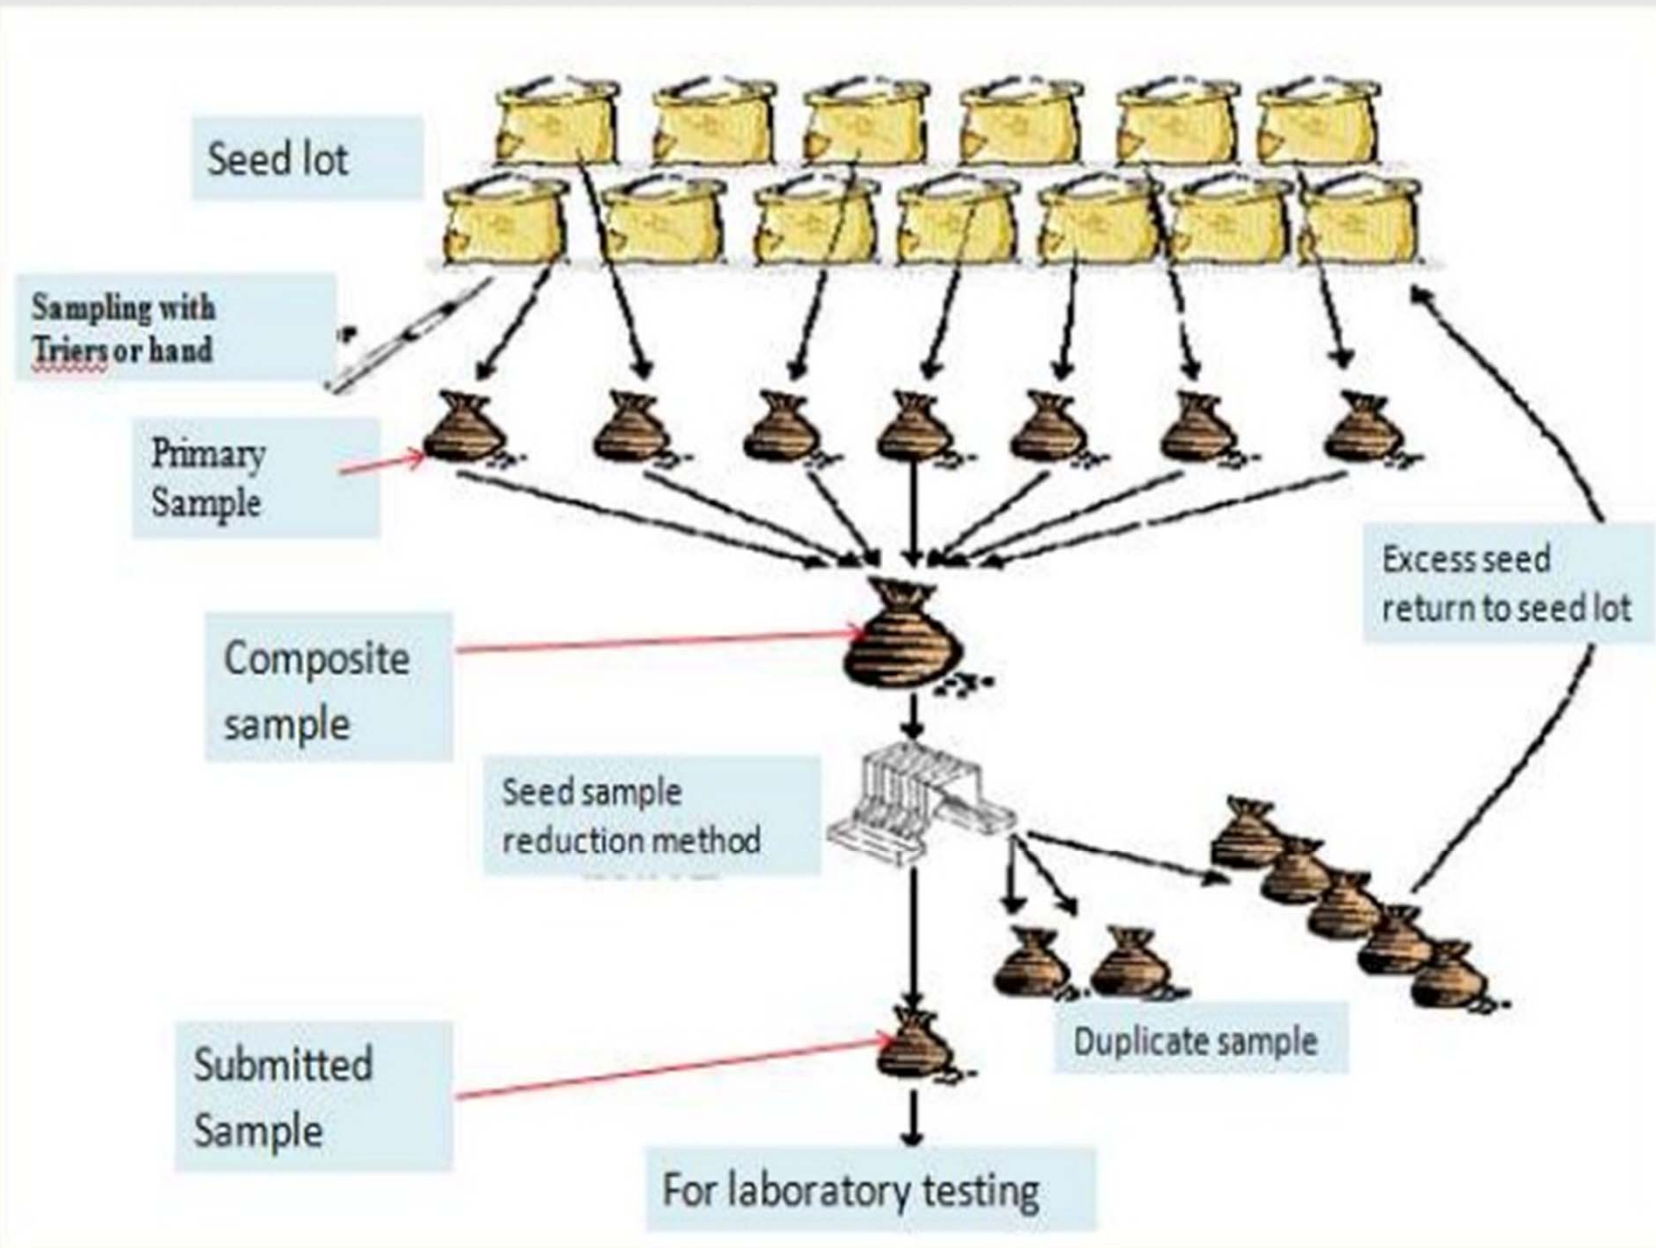 Seed lot
Sampling with
Triers or hand
Primary
Sample
Excess seed
return to seed lot
Composite
sample
Seed sample
reduction method
Duplicate sample
Submitted
Sample
For laboratory testing